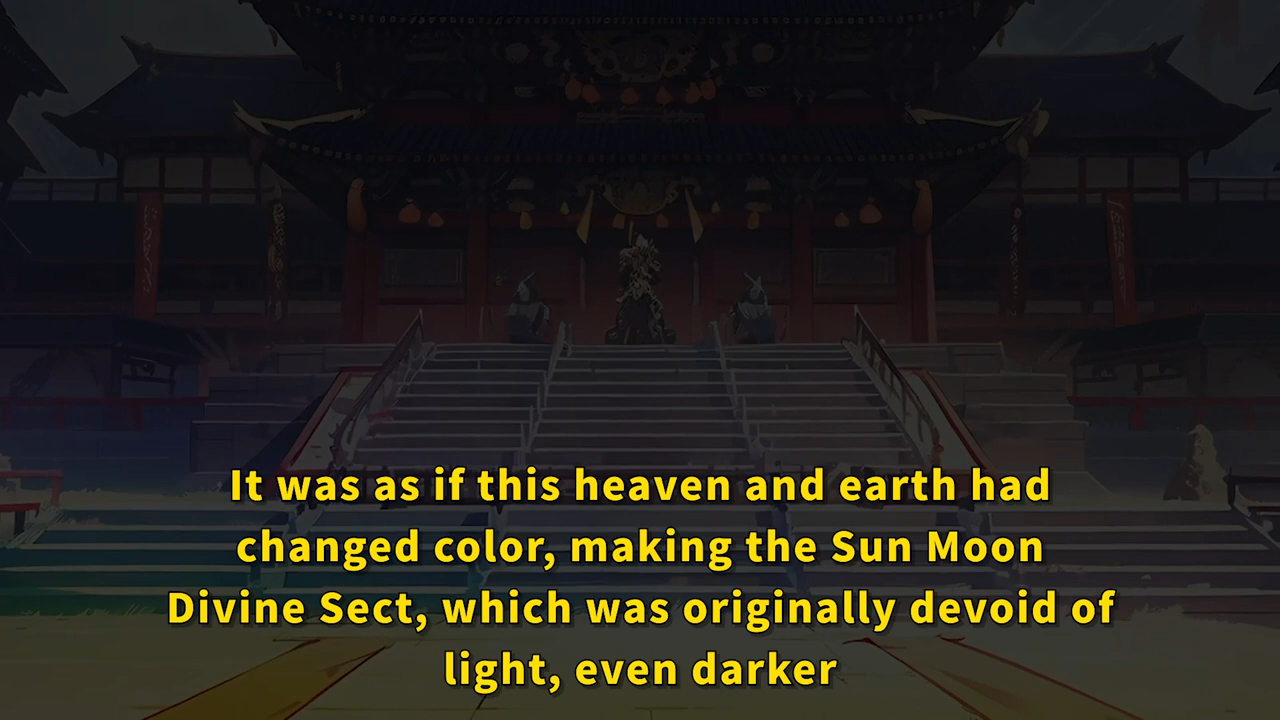 It was as if this heaven and earth had
changed color, making the Sun Moon
Divine Sect, which was originally devoid of
light, even darker